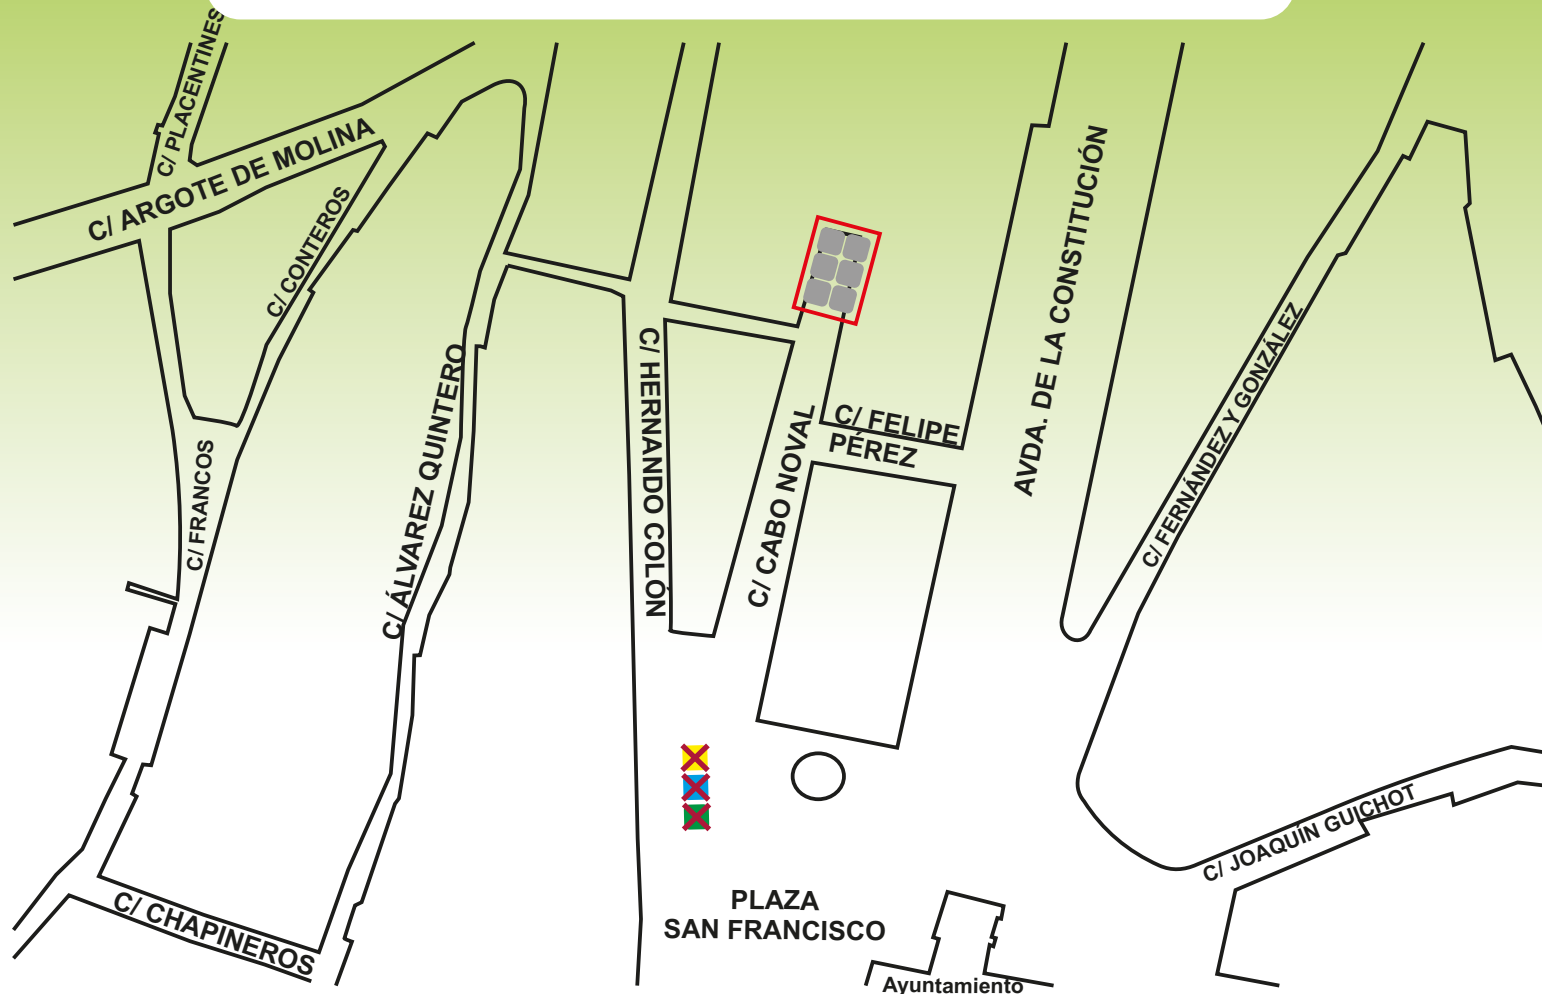 C/ PLACENTINES
C/ ARGOTE DE MOLINA
C/ CONTEROS
C/ FRANCOS
C/ ÁLVAREZ QUINTERO
C/ HERNANDO COLÓN
C/ CABO NOVAL
C/ FELIPE
PÉREZ
AVDA. DE LA CONSTITUCIÓN
C/ FERNÁNDEZ Y GONZÁLEZ
C/ JOAQUÍN GUICHOT
C/ CHAPINEROS
PLAZA
SAN FRANCISCO
Ayuntamiento